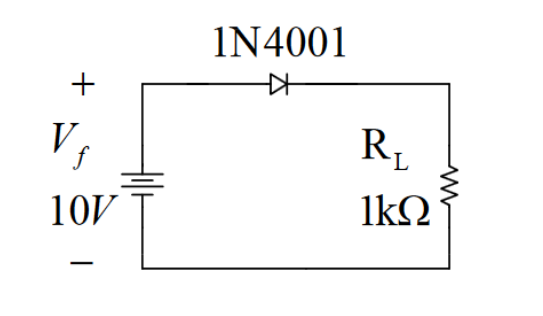 1N4001
+
V_f
10V
−
R_L
1kΩ